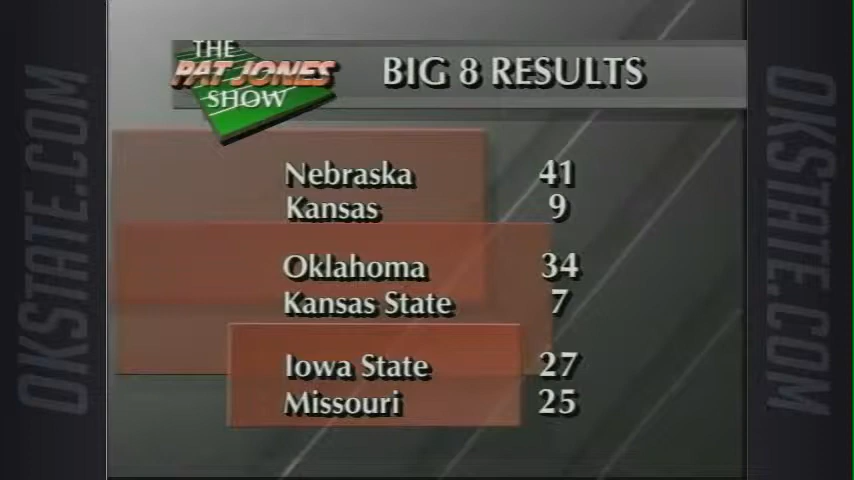 THE
PAT JONES
SHOW
BIG 8 RESULTS
Nebraska 41
Kansas 9
Oklahoma 34
Kansas State 7
Iowa State 27
Missouri 25
OKSTATE.COM
OKSTATE.COM